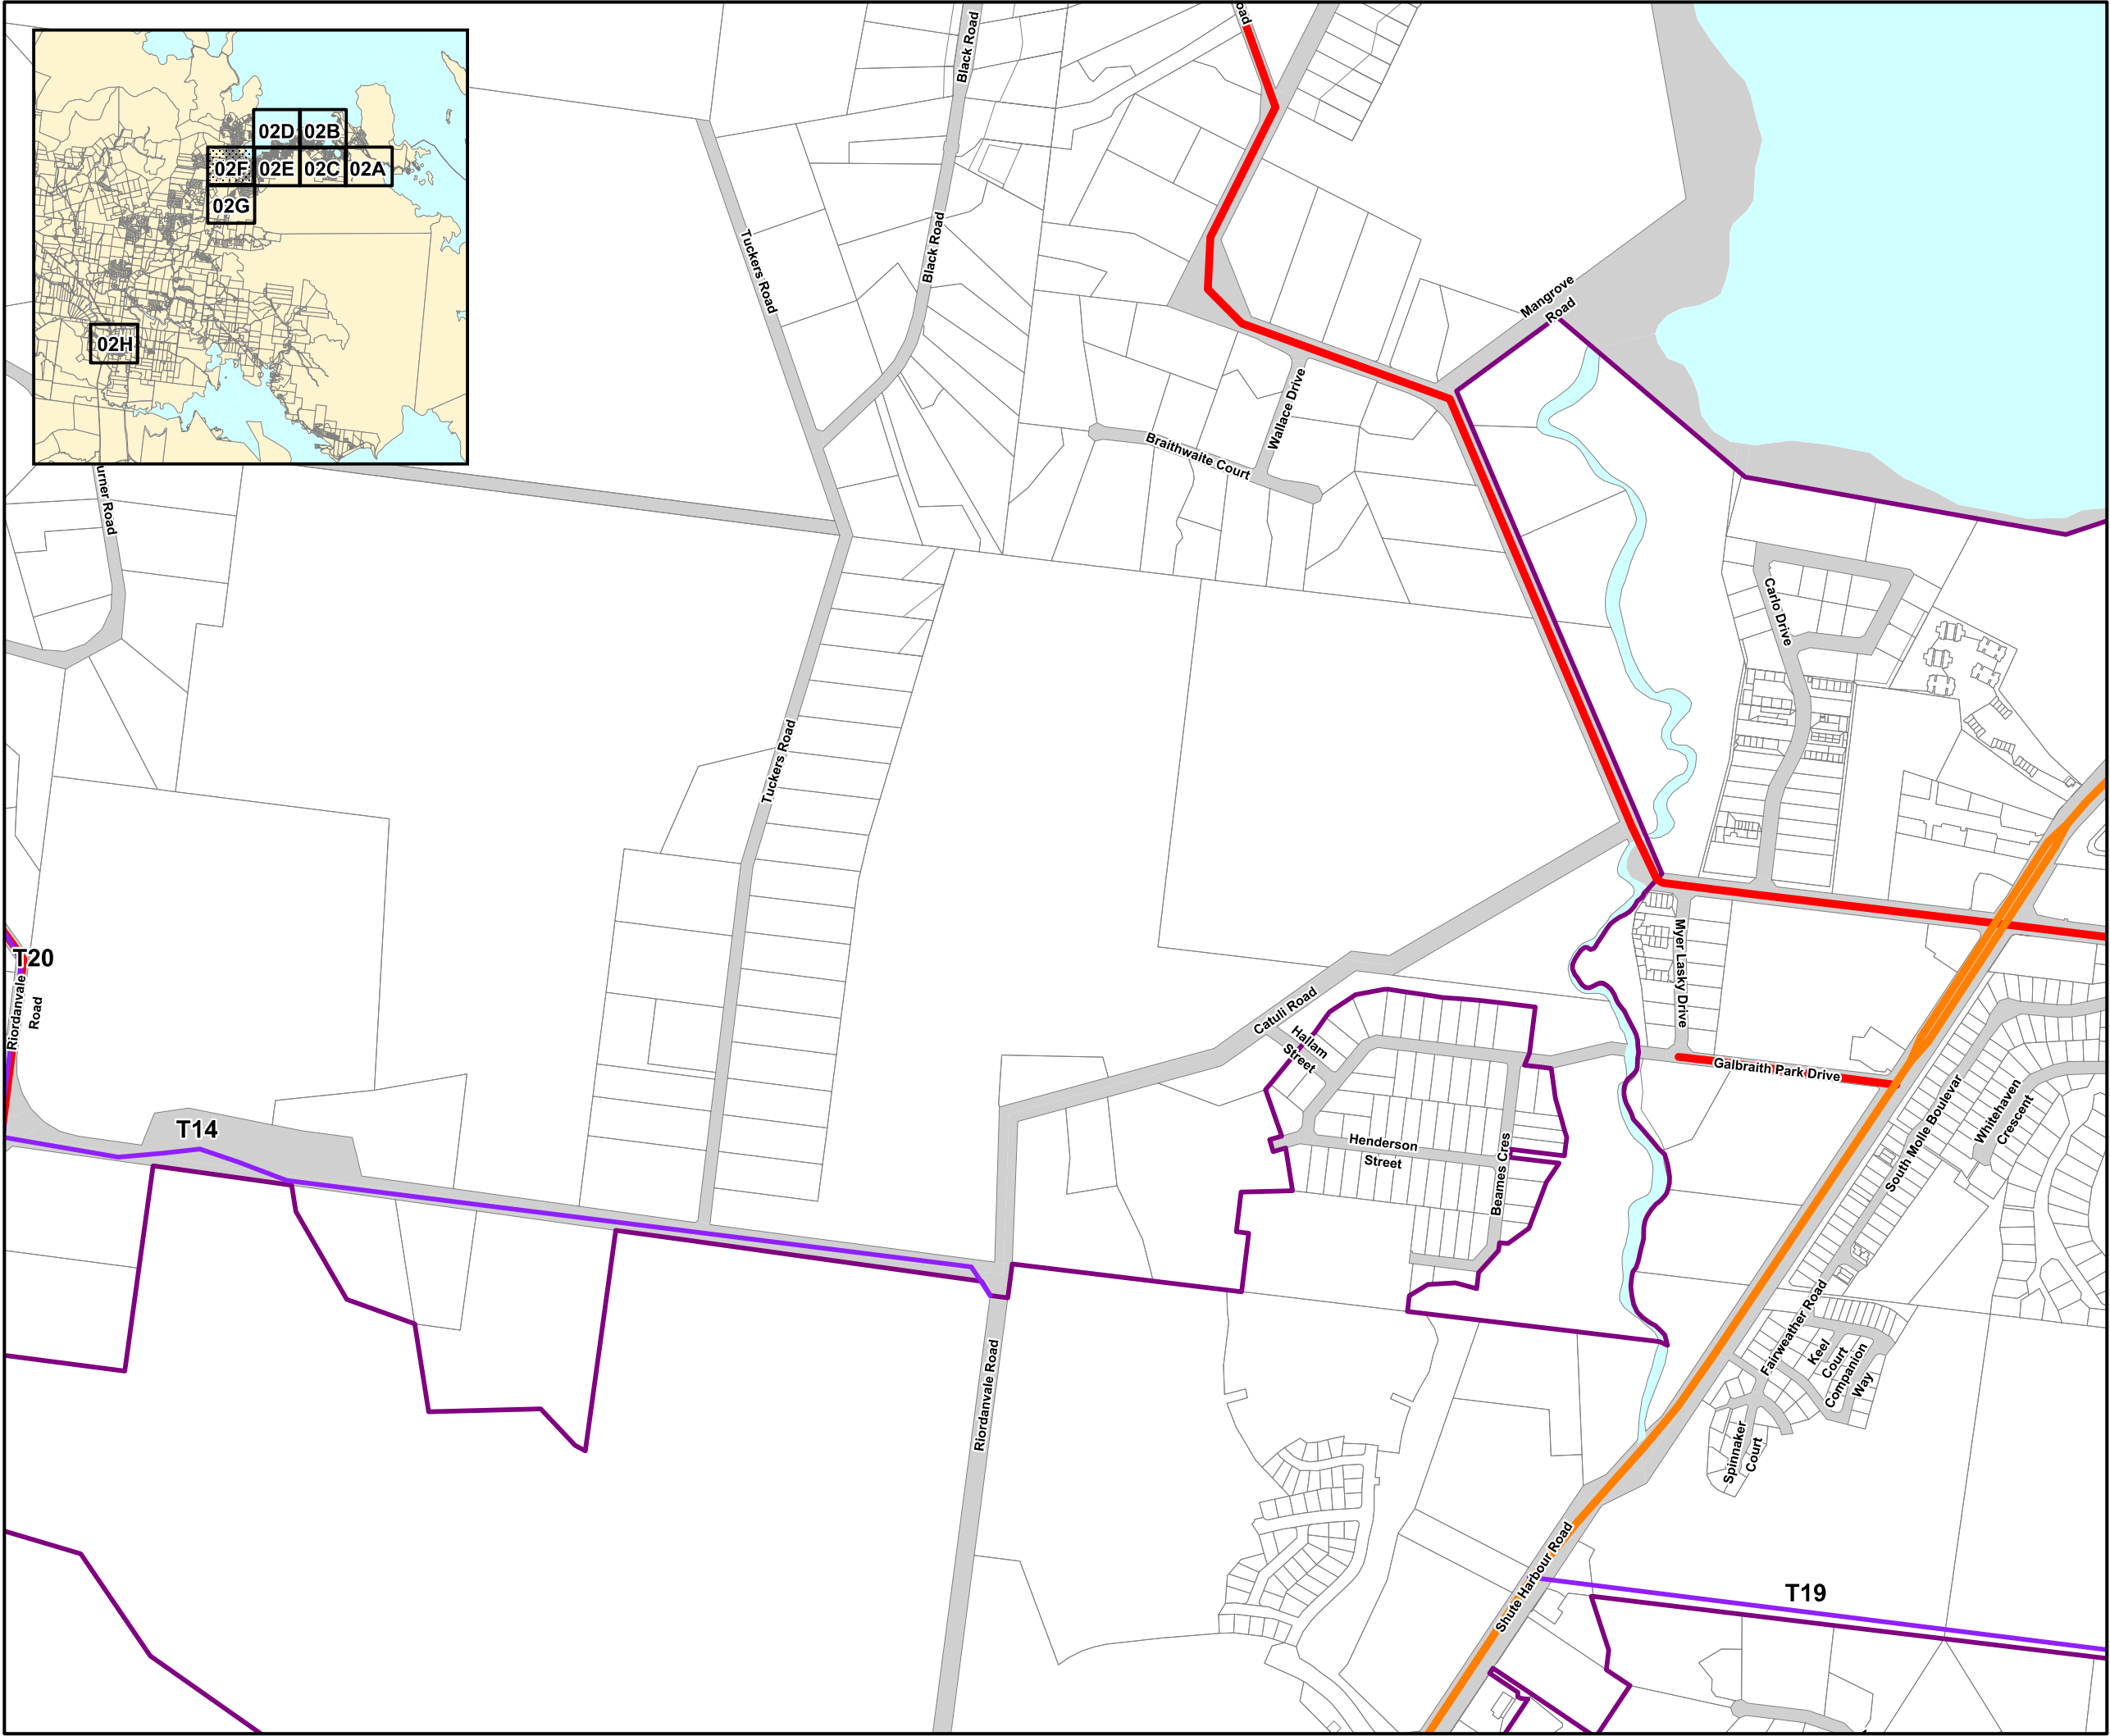 oad
Black Road
02D
02B
02F
02E
02C
02A
02G
02H
Tuckers Road
Black Road
Mangrove
Road
Wallace Drive
Braithwaite Court
urner Road
Carlo Drive
Tuckers Road
T20
Riordanvale
Road
Myer Lasky Drive
Catuli Road
Hallam
Street
Galbraith Park Drive
T14
Henderson
Street
Beames Cres
South Molle Boulevar
Whitehaven
Crescent
Fairweather Road
Keel
Court
Companion
Way
Riordanvale Road
Spinnaker
Court
Shute Harbour Road
T19